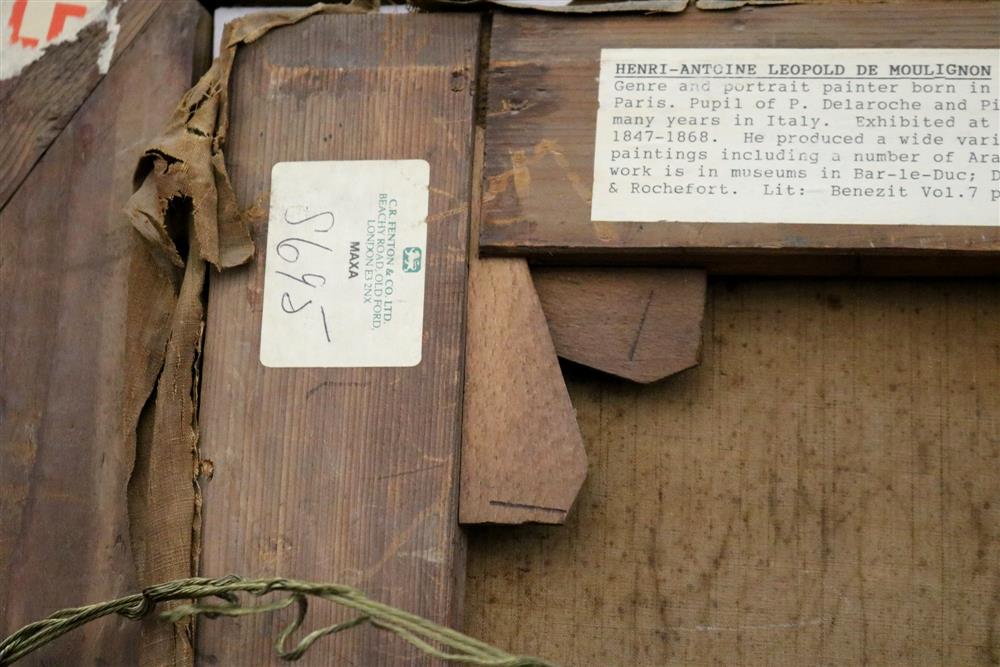 HENRI-ANTOINE LEOPOLD DE MOULIGNON
Genre and portrait painter born in
Paris. Pupil of P. Delaroche and Pi
many years in Italy. Exhibited at
1847-1868. He produced a wide vari
paintings including a number of Ara
work is in museums in Bar-le-Duc; D
& Rochefort. Lit: Benezit Vol.7 p
C.R. FENTON & CO. LTD.
BEACHY ROAD, OLD FORD,
LONDON E3 2NX
MAXA
S695